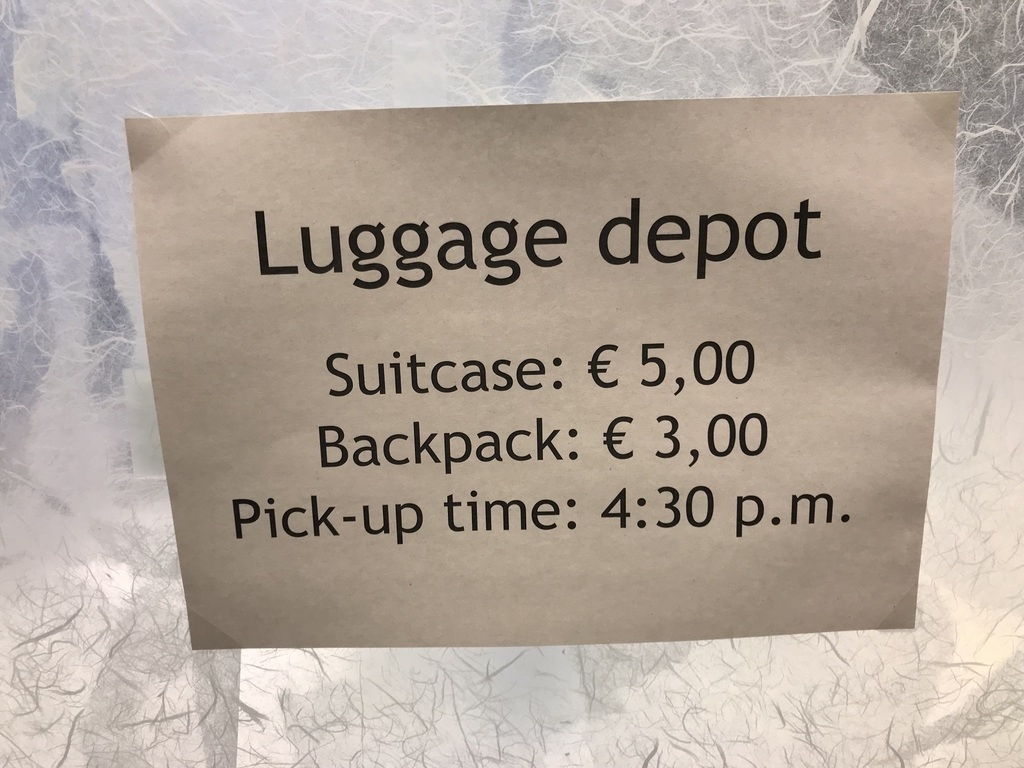 Luggage depot
Suitcase: € 5,00
Backpack: € 3,00
Pick-up time: 4:30 p.m.